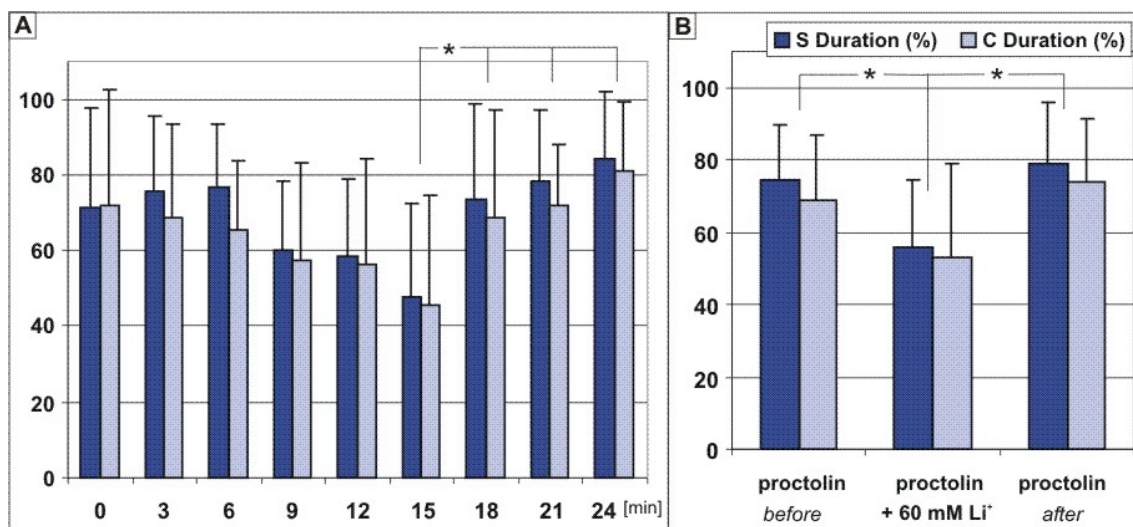 A
*
100
80
60
40
20
0
0 3 6 9 12 15 18 21 24 [min]
B
S Duration (%) C Duration (%)
* *
100
80
60
40
20
0
proctolin proctolin proctolin
before + 60 mM Li⁺ after